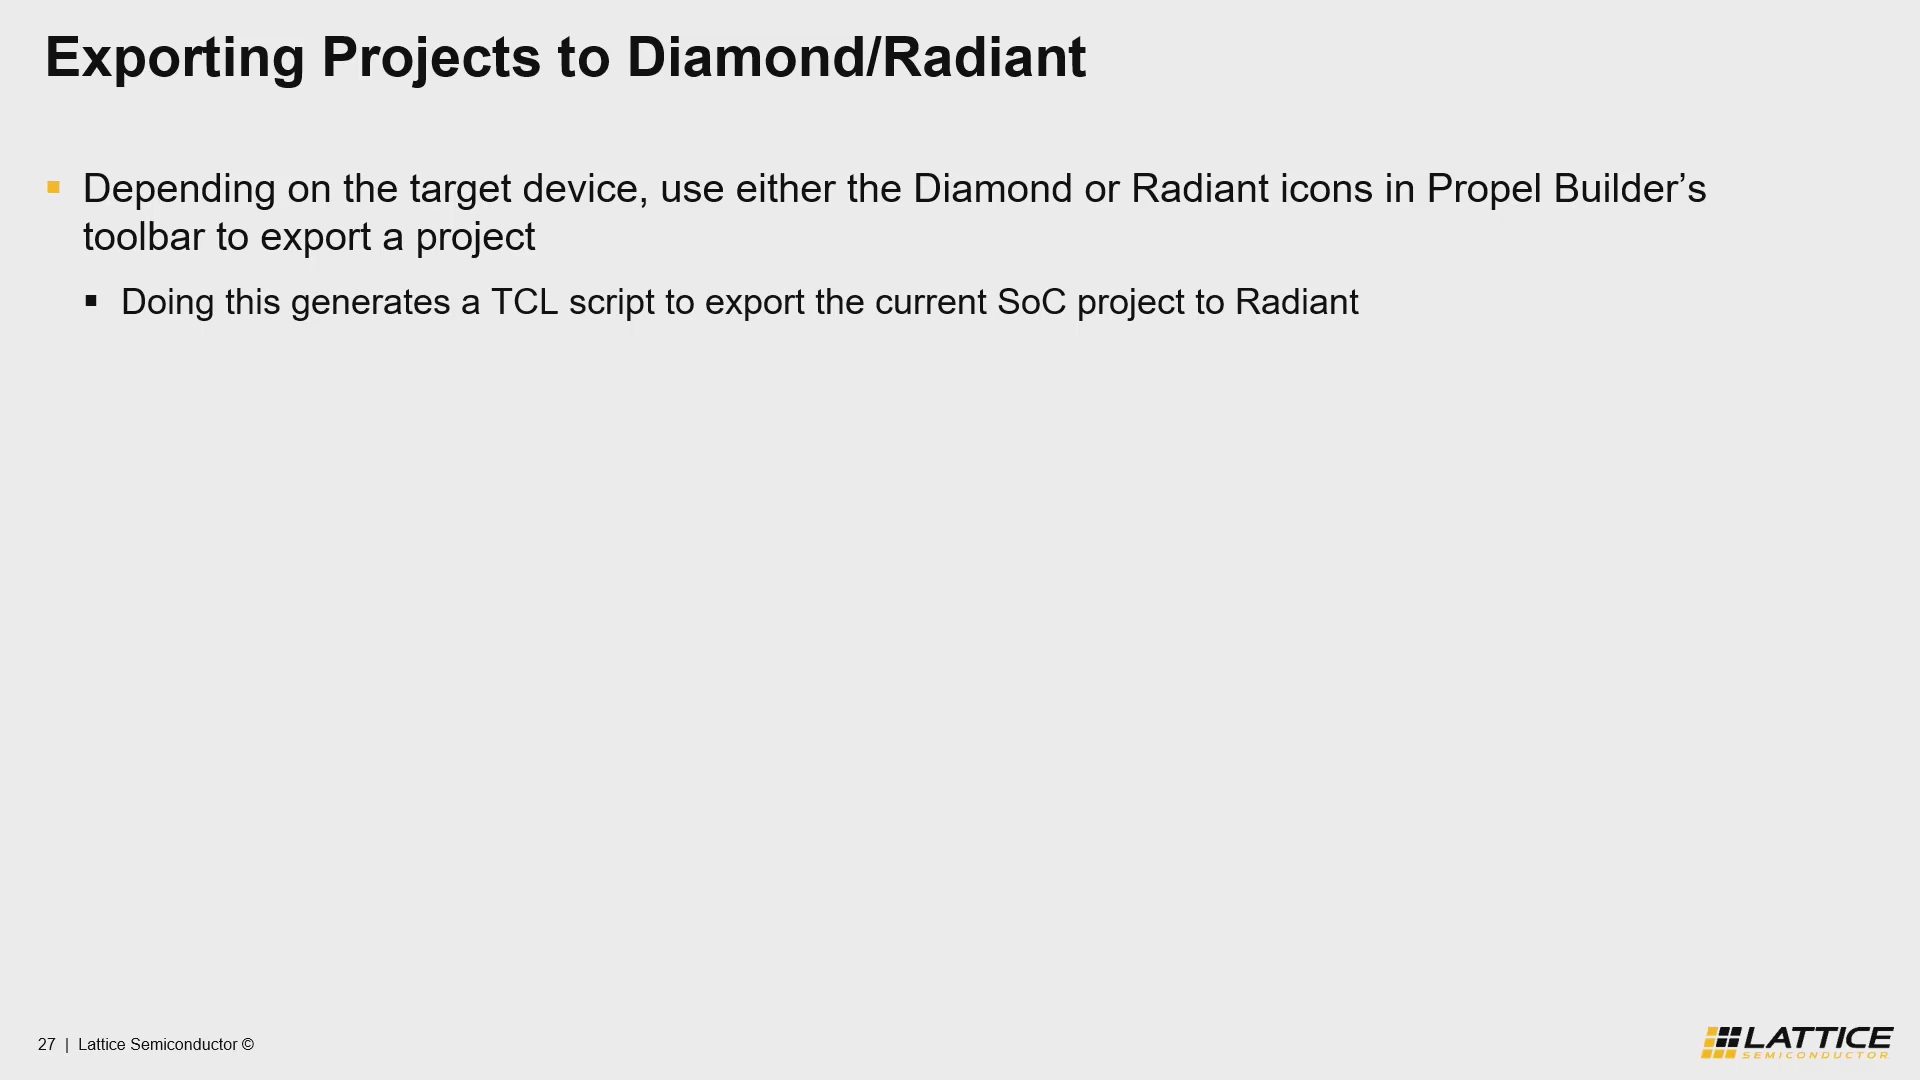 Exporting Projects to Diamond/Radiant
Depending on the target device, use either the Diamond or Radiant icons in Propel Builder’s
toolbar to export a project
Doing this generates a TCL script to export the current SoC project to Radiant
27 | Lattice Semiconductor ©
LATTICE
SEMICONDUCTOR